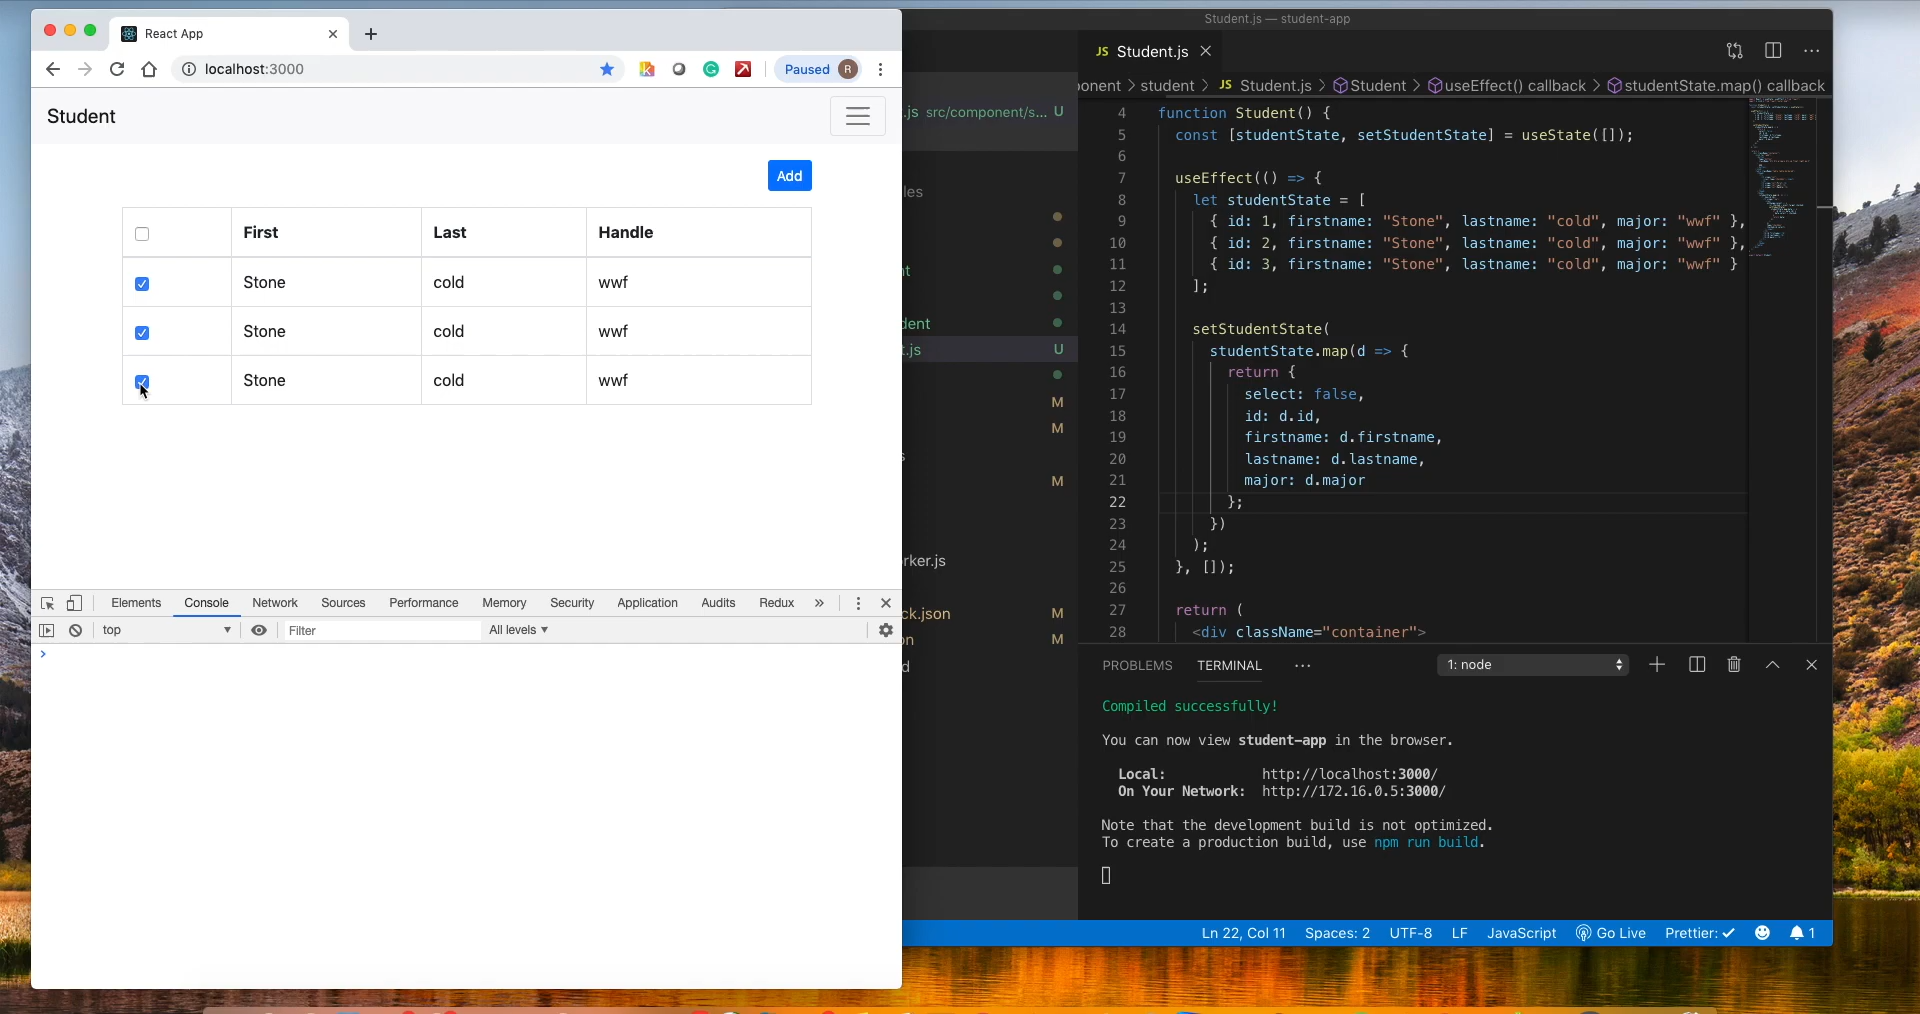 React App
localhost:3000
Paused R
Student
Add
First Last Handle
Stone cold wwf
Stone cold wwf
Stone cold wwf
Elements Console Network Sources Performance Memory Security Application Audits Redux »
top Filter All levels
Student.js — student-app
JS Student.js
ponent > student > JS Student.js > Student > useEffect() callback > studentState.map() callback
.js src/component/s... U
les
nt
dent
t.js U
M
M
s
M
rker.js
ck.json M
on M
d
4 function Student() {
5 const [studentState, setStudentState] = useState([]);
6
7 useEffect(() => {
8 let studentState = [
9 { id: 1, firstname: "Stone", lastname: "cold", major: "wwf" },
10 { id: 2, firstname: "Stone", lastname: "cold", major: "wwf" },
11 { id: 3, firstname: "Stone", lastname: "cold", major: "wwf" }
12 ];
13
14 setStudentState(
15 studentState.map(d => {
16 return {
17 select: false,
18 id: d.id,
19 firstname: d.firstname,
20 lastname: d.lastname,
21 major: d.major
22 };
23 })
24 );
25 }, []);
26
27 return (
28 <div className="container">
PROBLEMS TERMINAL ... 1: node
Compiled successfully!
You can now view student-app in the browser.
Local: http://localhost:3000/
On Your Network: http://172.16.0.5:3000/
Note that the development build is not optimized.
To create a production build, use npm run build.
Ln 22, Col 11 Spaces: 2 UTF-8 LF JavaScript Go Live Prettier: ✓ 1